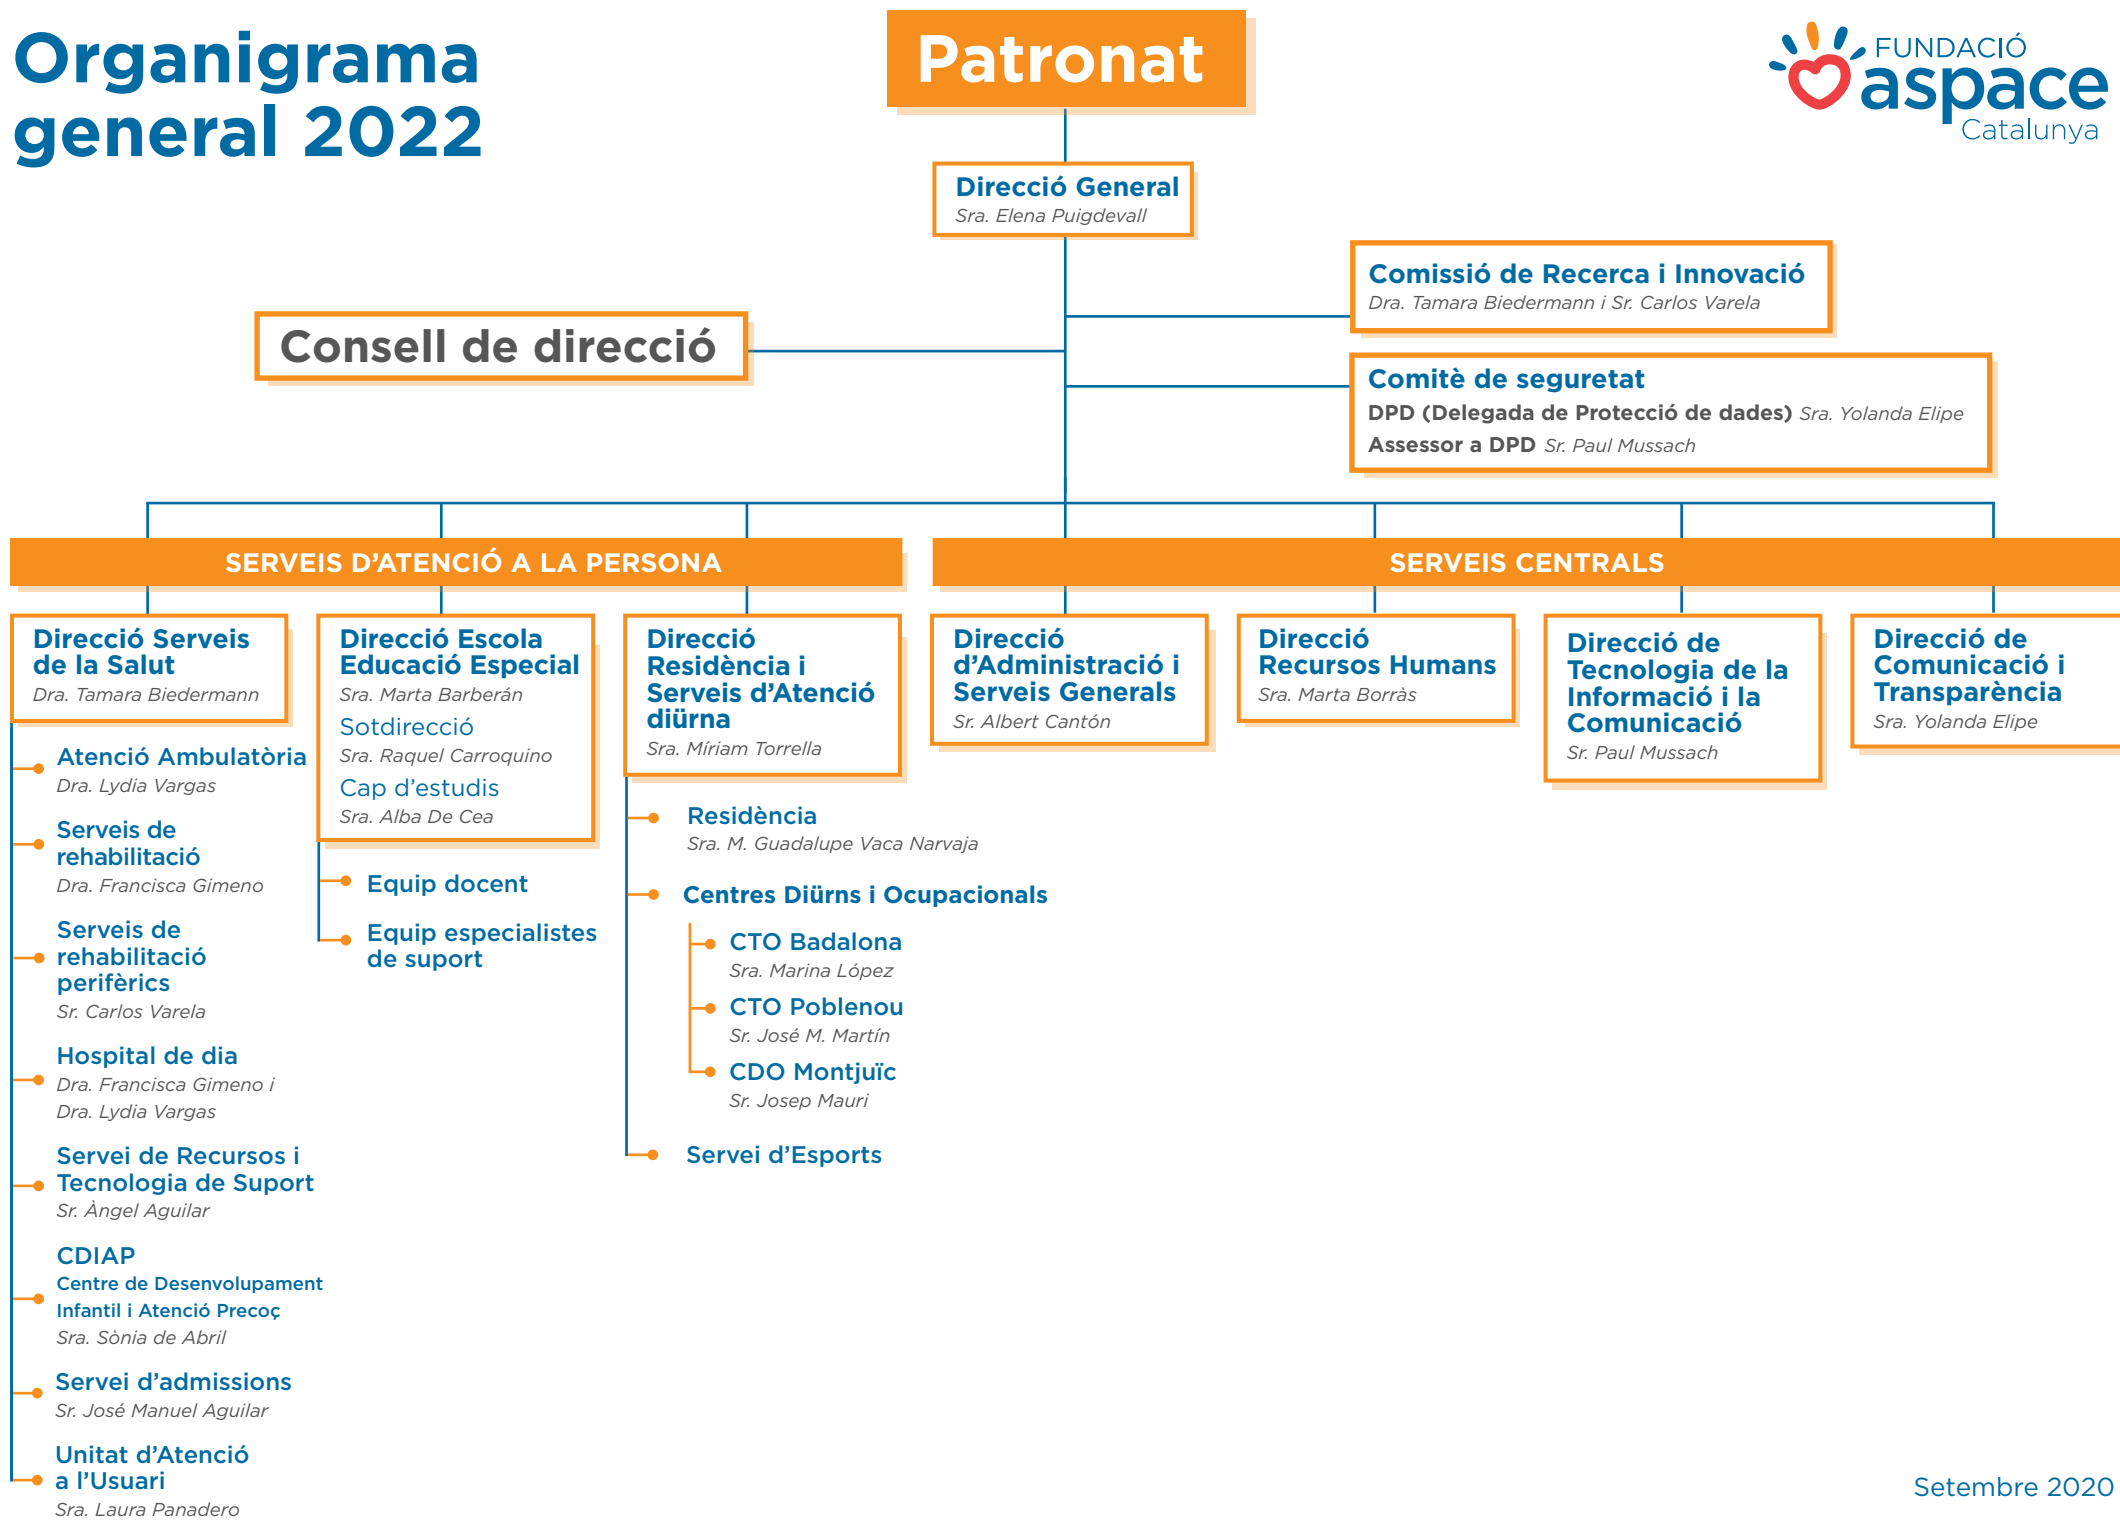 Organigrama
general 2022
Patronat
FUNDACIÓ
aspace
Catalunya
Direcció General
Sra. Elena Puigdevall
Comissió de Recerca i Innovació
Dra. Tamara Biedermann i Sr. Carlos Varela
Consell de direcció
Comitè de seguretat
DPD (Delegada de Protecció de dades) Sra. Yolanda Elipe
Assessor a DPD Sr. Paul Mussach
SERVEIS D'ATENCIÓ A LA PERSONA
SERVEIS CENTRALS
Direcció Serveis
de la Salut
Dra. Tamara Biedermann
Atenció Ambulatòria
Dra. Lydia Vargas
Serveis de
rehabilitació
Dra. Francisca Gimeno
Serveis de
rehabilitació
perifèrics
Sr. Carlos Varela
Hospital de dia
Dra. Francisca Gimeno i
Dra. Lydia Vargas
Servei de Recursos i
Tecnologia de Suport
Sr. Àngel Aguilar
CDIAP
Centre de Desenvolupament
Infantil i Atenció Precoç
Sra. Sònia de Abril
Servei d'admissions
Sr. José Manuel Aguilar
Unitat d'Atenció
a l'Usuari
Sra. Laura Panadero
Direcció Escola
Educació Especial
Sra. Marta Barberán
Sotdirecció
Sra. Raquel Carroquino
Cap d'estudis
Sra. Alba De Cea
Equip docent
Equip especialistes
de suport
Direcció
Residència i
Serveis d'Atenció
diürna
Sra. Míriam Torrella
Residència
Sra. M. Guadalupe Vaca Narvaja
Centres Diürns i Ocupacionals
CTO Badalona
Sra. Marina López
CTO Poblenou
Sr. José M. Martín
CDO Montjuïc
Sr. Josep Mauri
Servei d'Esports
Direcció
d'Administració i
Serveis Generals
Sr. Albert Cantón
Direcció
Recursos Humans
Sra. Marta Borràs
Direcció de
Tecnologia de la
Informació i la
Comunicació
Sr. Paul Mussach
Direcció de
Comunicació i
Transparència
Sra. Yolanda Elipe
Setembre 2020